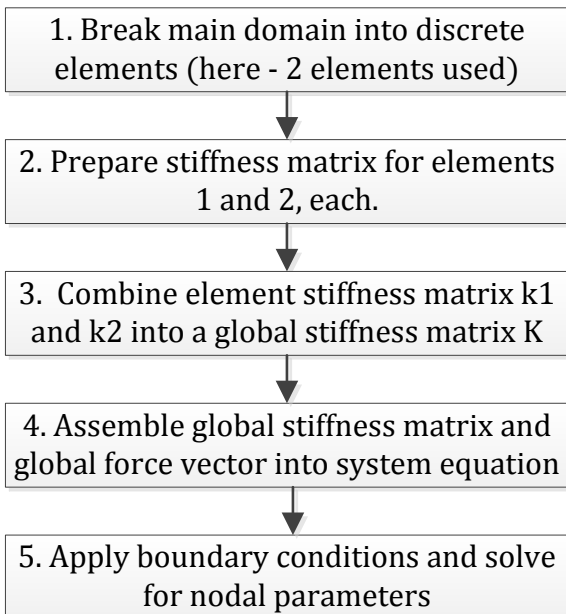 1. Break main domain into discrete
elements (here - 2 elements used)
2. Prepare stiffness matrix for elements
1 and 2, each.
3.  Combine element stiffness matrix k1
and k2 into a global stiffness matrix K
4. Assemble global stiffness matrix and
global force vector into system equation
5. Apply boundary conditions and solve
for nodal parameters